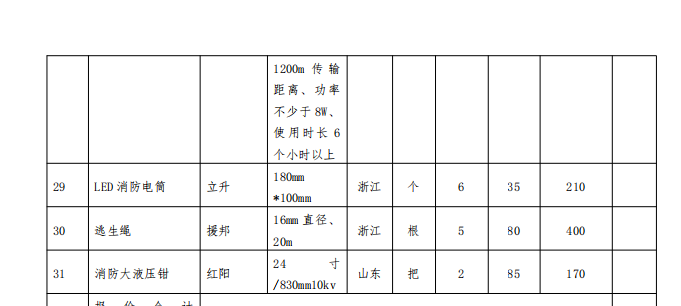 1200m 传输
距离、功率
不少于 8W、
使用时长 6
个小时以上
29 LED 消防电筒 立升 180mm *100mm 浙江 个 6 35 210
30 逃生绳 援邦 16mm 直径、 20m 浙江 根 5 80 400
31 消防大液压钳 红阳 24 寸 /830mm10kv 山东 把 2 85 170
报 价 合 计